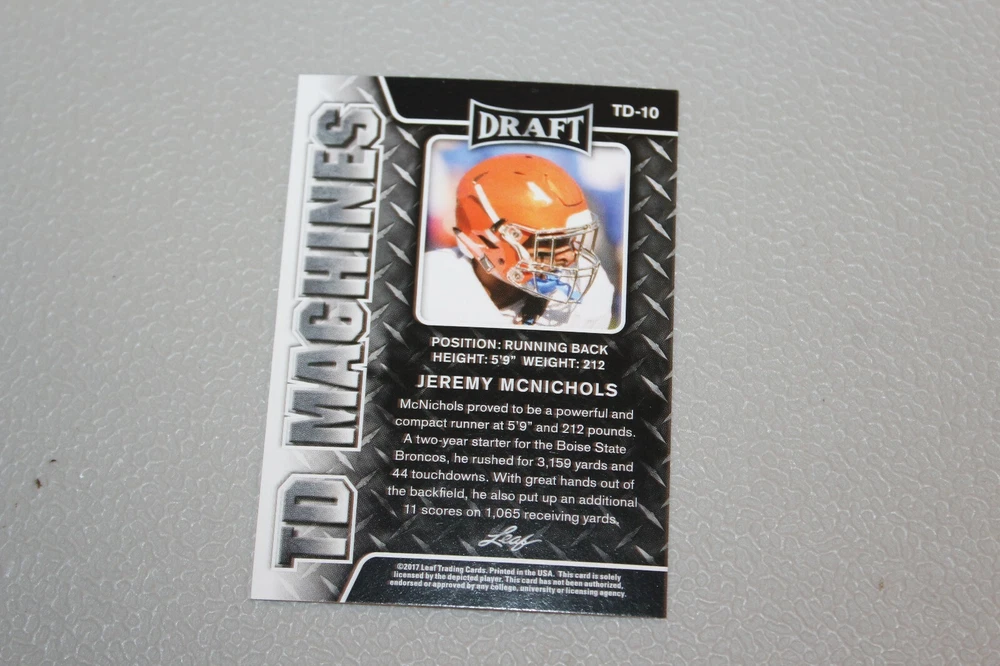 TD MACHINES
DRAFT
TD-10
POSITION: RUNNING BACK
HEIGHT: 5'9" WEIGHT: 212
JEREMY MCNICHOLS
McNichols proved to be a powerful and
compact runner at 5'9" and 212 pounds.
A two-year starter for the Boise State
Broncos, he rushed for 3,159 yards and
44 touchdowns. With great hands out of
the backfield, he also put up an additional
11 scores on 1,065 receiving yards.
Leaf
©2017 Leaf Trading Cards. Printed in the USA. This card is solely
licensed by the depicted player. This card has not been authorized,
endorsed or approved by any college, university or licensing agency.